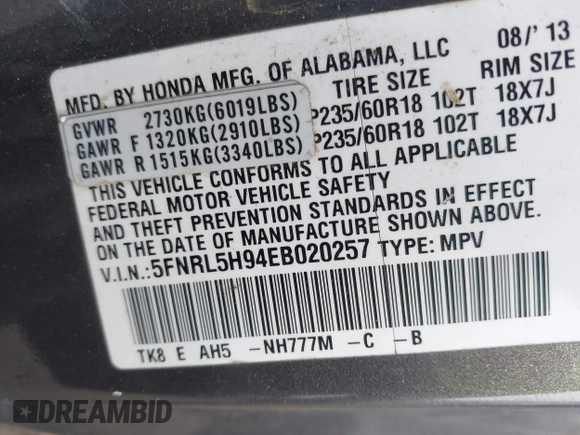 MFD. BY HONDA MFG. OF ALABAMA, LLC 08/'13
TIRE SIZE RIM SIZE
GVWR 2730KG(6019LBS)
GAWR F 1320KG(2910LBS) P235/60R18 102T 18X7J
GAWR R 1515KG(3340LBS) P235/60R18 102T 18X7J
THIS VEHICLE CONFORMS TO ALL APPLICABLE
FEDERAL MOTOR VEHICLE SAFETY
AND THEFT PREVENTION STANDARDS IN EFFECT
ON THE DATE OF MANUFACTURE SHOWN ABOVE.
V.I.N.:5FNRL5H94EB020257 TYPE: MPV
TK8 E AH5 -NH777M -C -B
DREAMBID